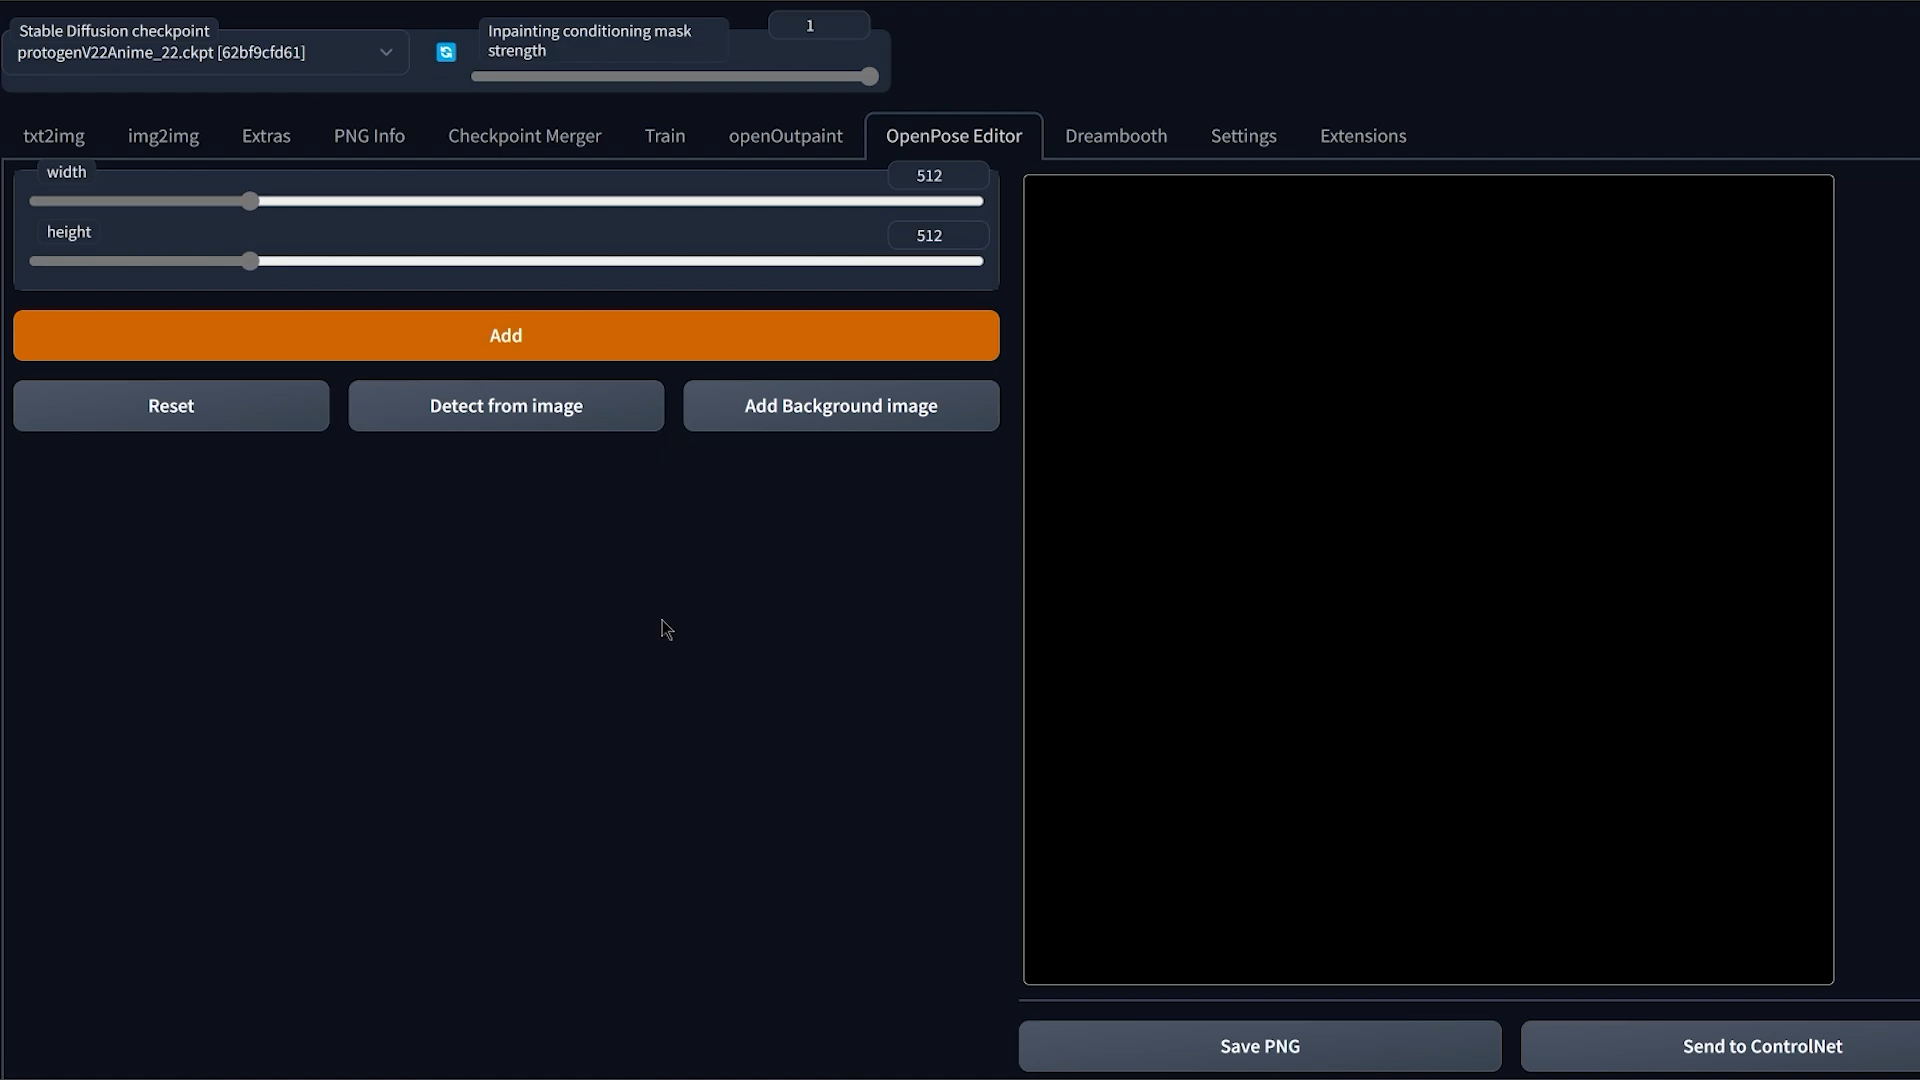 Stable Diffusion checkpoint
protogenV22Anime_22.ckpt [62bf9cfd61]
Inpainting conditioning mask
strength
1
txt2img
img2img
Extras
PNG Info
Checkpoint Merger
Train
openOutpaint
OpenPose Editor
Dreambooth
Settings
Extensions
width
512
height
512
Add
Reset
Detect from image
Add Background image
Save PNG
Send to ControlNet